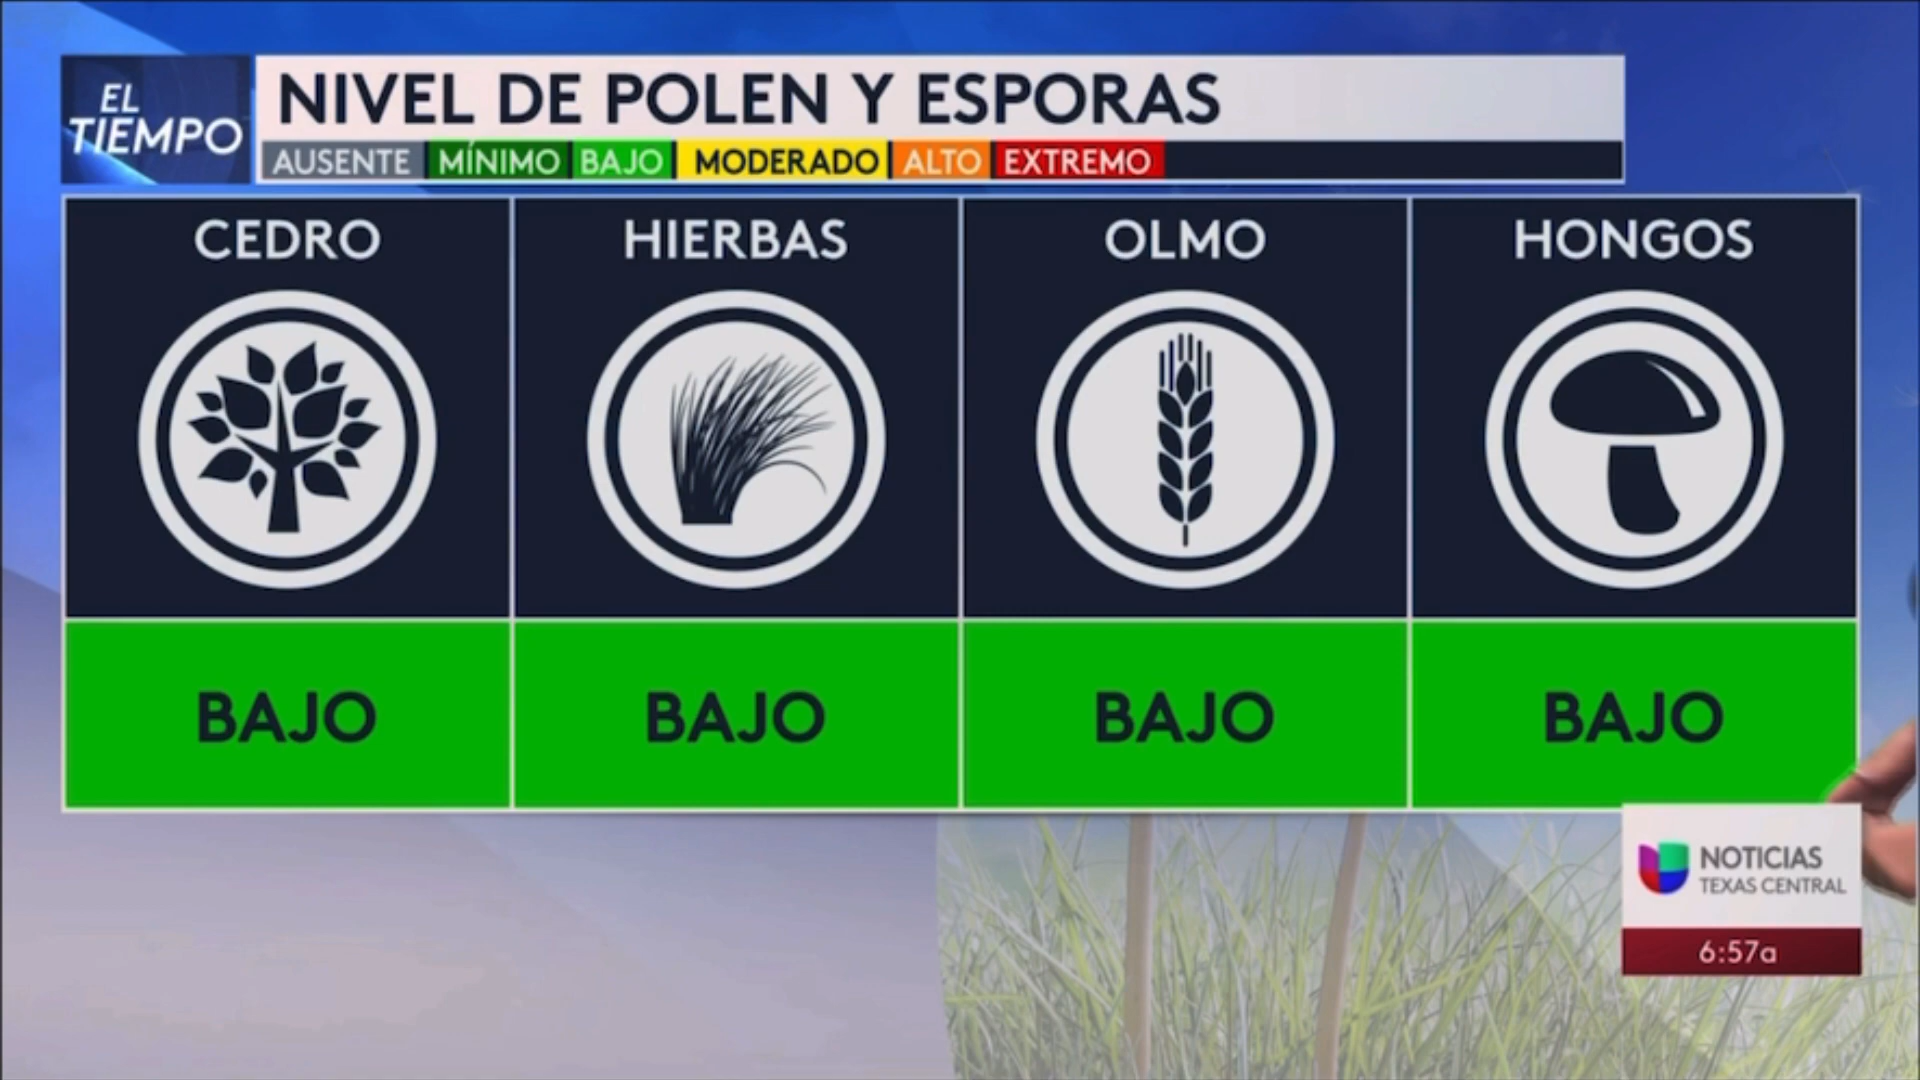 EL
TIEMPO
NIVEL DE POLEN Y ESPORAS
AUSENTE MÍNIMO BAJO MODERADO ALTO EXTREMO
CEDRO HIERBAS OLMO HONGOS
BAJO BAJO BAJO BAJO
NOTICIAS
TEXAS CENTRAL
6:57a